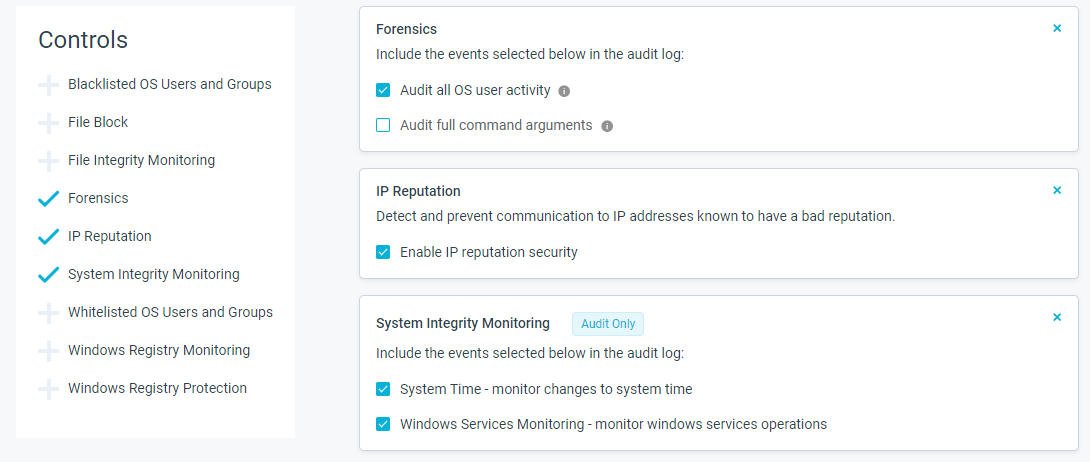 Controls
Blacklisted OS Users and Groups
File Block
File Integrity Monitoring
Forensics
IP Reputation
System Integrity Monitoring
Whitelisted OS Users and Groups
Windows Registry Monitoring
Windows Registry Protection
Forensics
Include the events selected below in the audit log:
Audit all OS user activity
Audit full command arguments
IP Reputation
Detect and prevent communication to IP addresses known to have a bad reputation.
Enable IP reputation security
System Integrity Monitoring Audit Only
Include the events selected below in the audit log:
System Time - monitor changes to system time
Windows Services Monitoring - monitor windows services operations